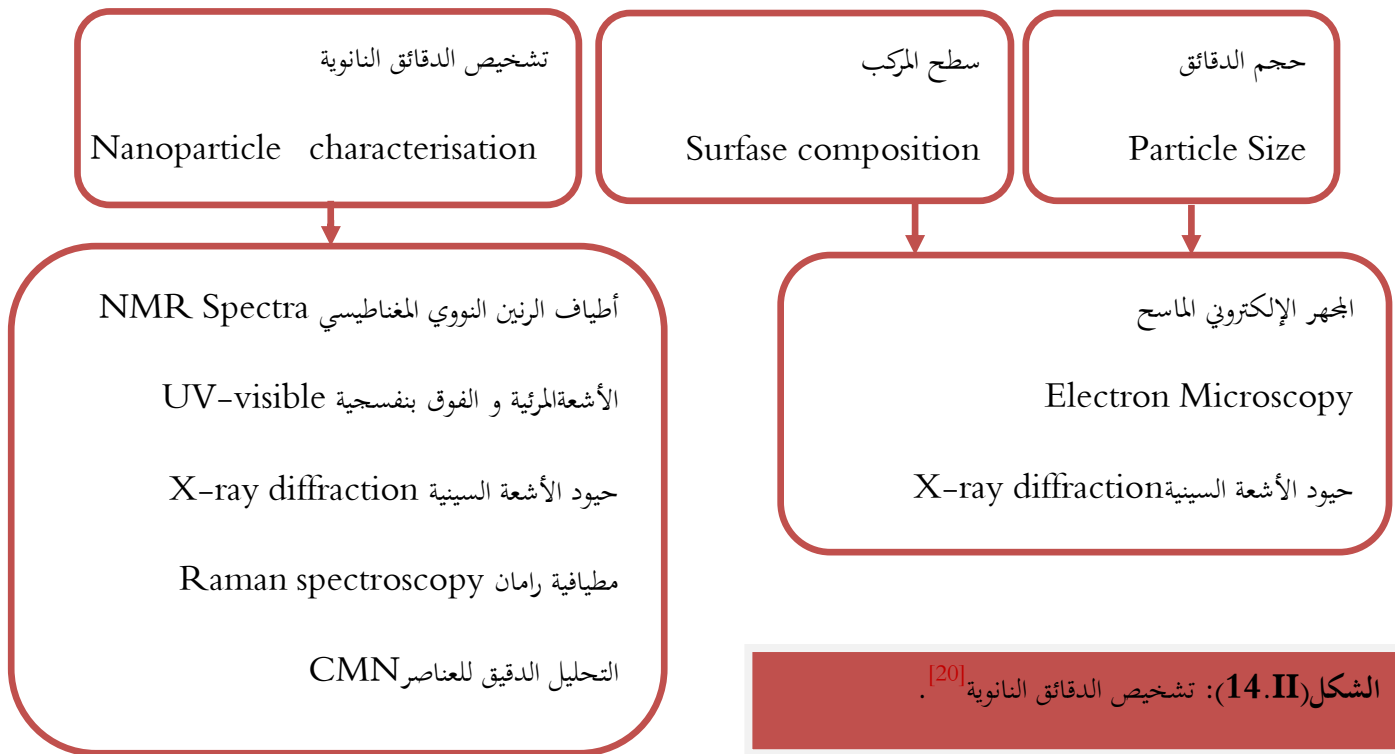 حجم الدقائق
Particle Size
سطح المركب
Surfase composition
تشخيص الدقائق النانوية
Nanoparticle characterisation
المجهر الإلكتروني الماسح
Electron Microscopy
حيود الأشعة السينيةX-ray diffraction
أطياف الرنين النووي المغناطيسي NMR Spectra
الأشعةالمرئية و الفوق بنفسجية UV-visible
حيود الأشعة السينية X-ray diffraction
مطيافية رامان Raman spectroscopy
التحليل الدقيق للعناصرCMN
الشكل(14.II): تشخيص الدقائق النانوية[20].